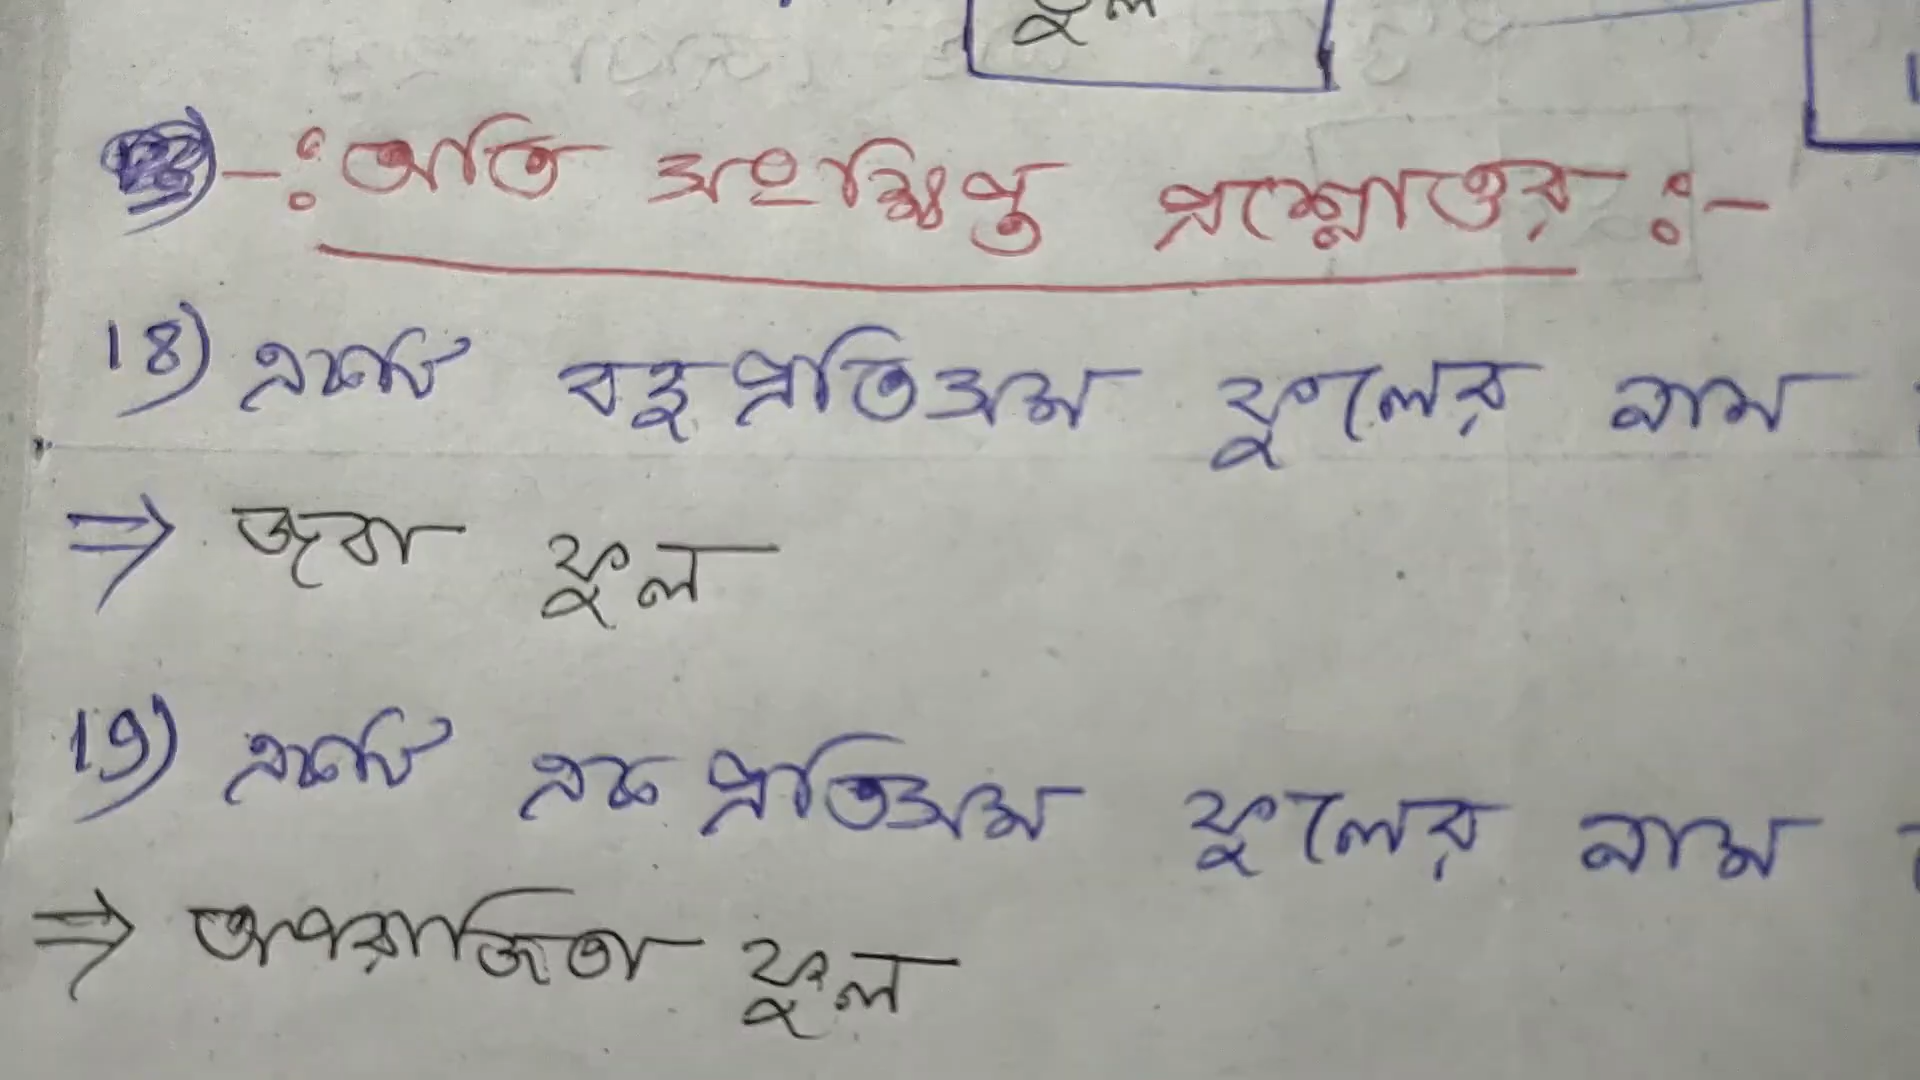 ফুল
-ঃ অতি সংক্ষিপ্ত প্রশ্নোত্তর ঃ-
18) একটি বহুপ্রতিসম ফুলের নাম
⇒ জবা ফুল
19) একটি একপ্রতিসম ফুলের নাম
⇒ অপরাজিতা ফুল